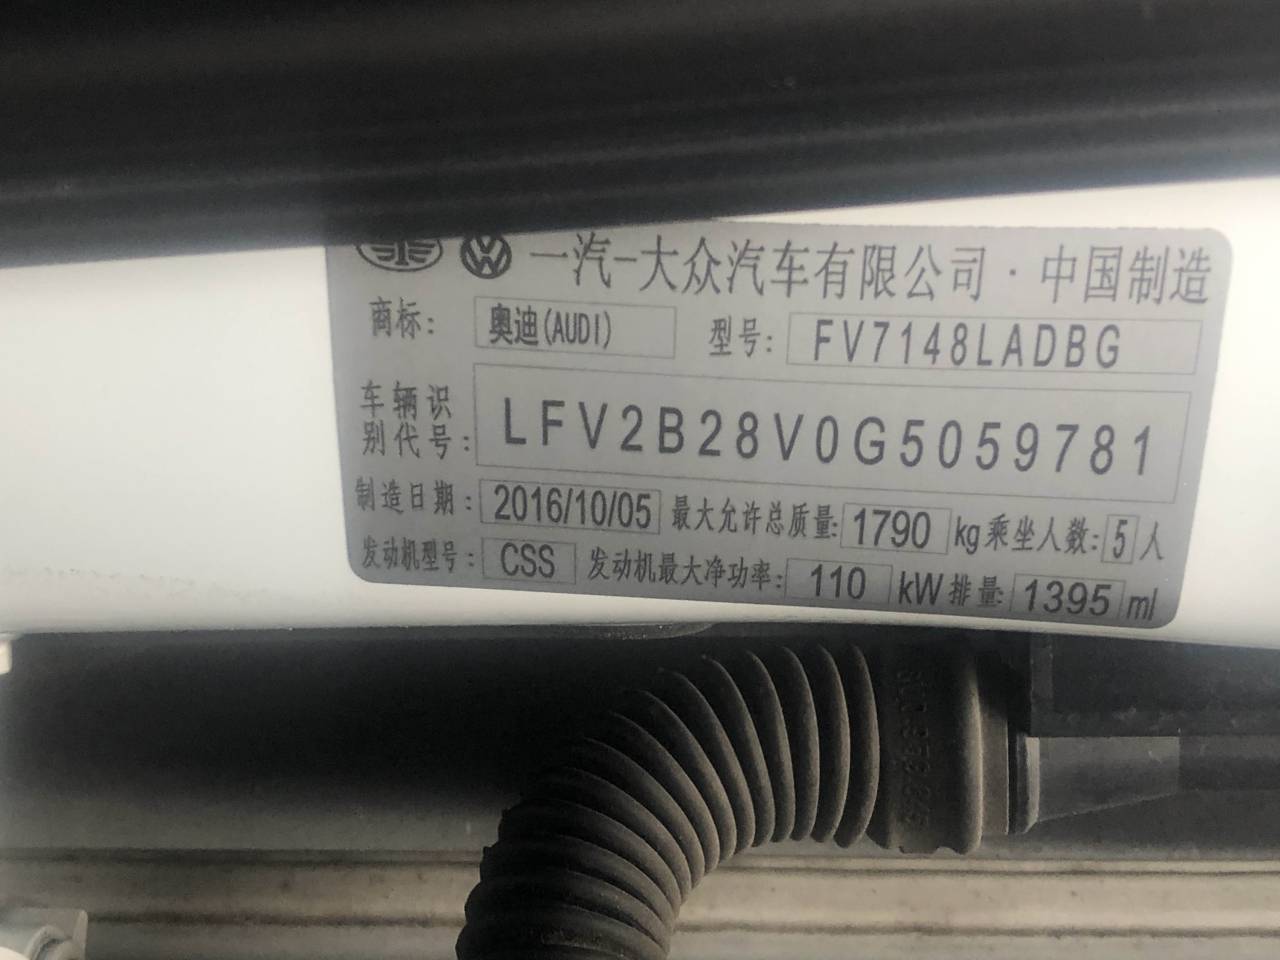 一汽-大众汽车有限公司·中国制造
商标: 奥迪(AUDI) 型号: FV7148LADBG
车辆识
别代号: LFV2B28V0G5059781
制造日期: 2016/10/05 最大允许总质量: 1790 kg 乘坐人数: 5 人
发动机型号: CSS 发动机最大净功率: 110 kW 排量: 1395 ml